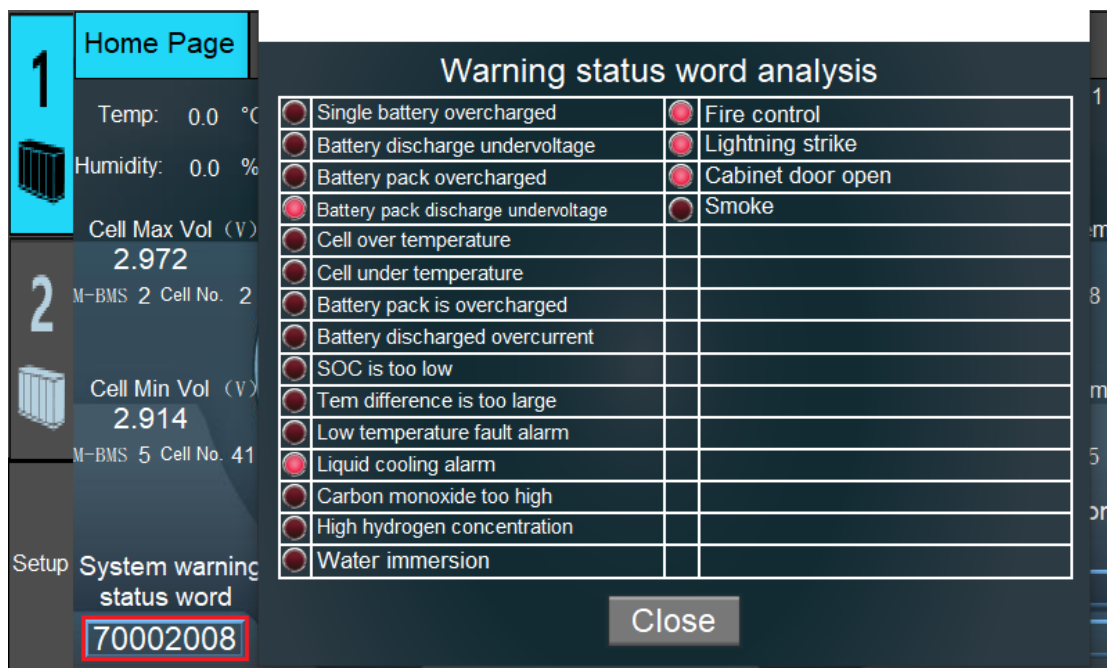 1
Home Page
Temp: 0.0
Humidity: 0.0 %
Cell Max Vol (V)
2.972
M-BMS 2 Cell No. 2
2
Cell Min Vol (V)
2.914
M-BMS 5 Cell No. 41
Setup
System warning
status word
70002008
Warning status word analysis
Single battery overcharged
Fire control
Battery discharge undervoltage
Lightning strike
Battery pack overcharged
Cabinet door open
Battery pack discharge undervoltage
Smoke
Cell over temperature
Cell under temperature
Battery pack is overcharged
Battery discharged overcurrent
SOC is too low
Tem difference is too large
Low temperature fault alarm
Liquid cooling alarm
Carbon monoxide too high
High hydrogen concentration
Water immersion
Close
1
8
5